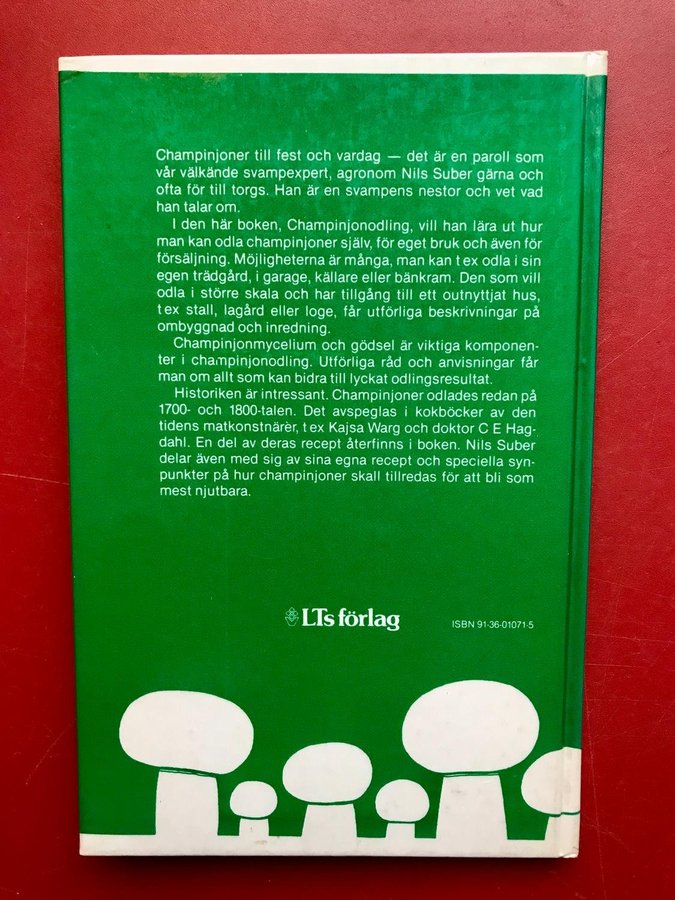 Champinjoner till fest och vardag — det är en paroll som
vår välkände svampexpert, agronom Nils Suber gärna och
ofta för till torgs. Han är en svampens nestor och vet vad
han talar om.
I den här boken, Champinjonodling, vill han lära ut hur
man kan odla champinjoner själv, för eget bruk och även för
försäljning. Möjligheterna är många, man kan t ex odla i sin
egen trädgård, i garage, källare eller bänkram. Den som vill
odla i större skala och har tillgång till ett outnyttjat hus,
t ex stall, lagård eller loge, får utförliga beskrivningar på
ombyggnad och inredning.
Champinjonmycelium och gödsel är viktiga komponen-
ter i champinjonodling. Utförliga råd och anvisningar får
man om allt som kan bidra till lyckat odlingsresultat.
Historiken är intressant. Champinjoner odlades redan på
1700- och 1800-talen. Det avspeglas i kokböcker av den
tidens matkonstnärer, t ex Kajsa Warg och doktor C E Hag-
dahl. En del av deras recept återfinns i boken. Nils Suber
delar även med sig av sina egna recept och speciella syn-
punkter på hur champinjoner skall tillredas för att bli som
mest njutbara.
LTs förlag
ISBN 91-36-01071-5